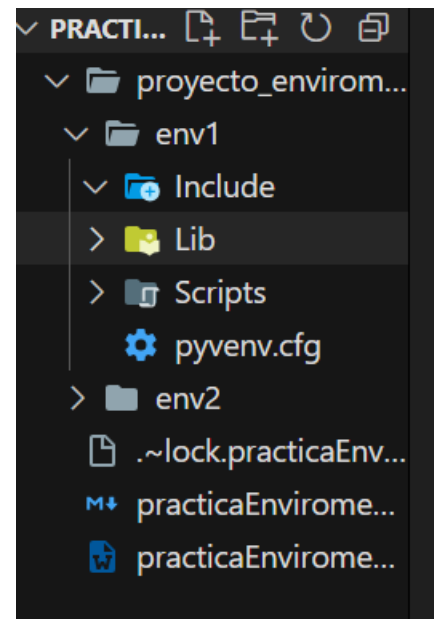 PRACTI...
proyecto_envirom...
env1
Include
Lib
Scripts
pyvenv.cfg
env2
.~lock.practicaEnv...
practicaEnvirome...
practicaEnvirome...